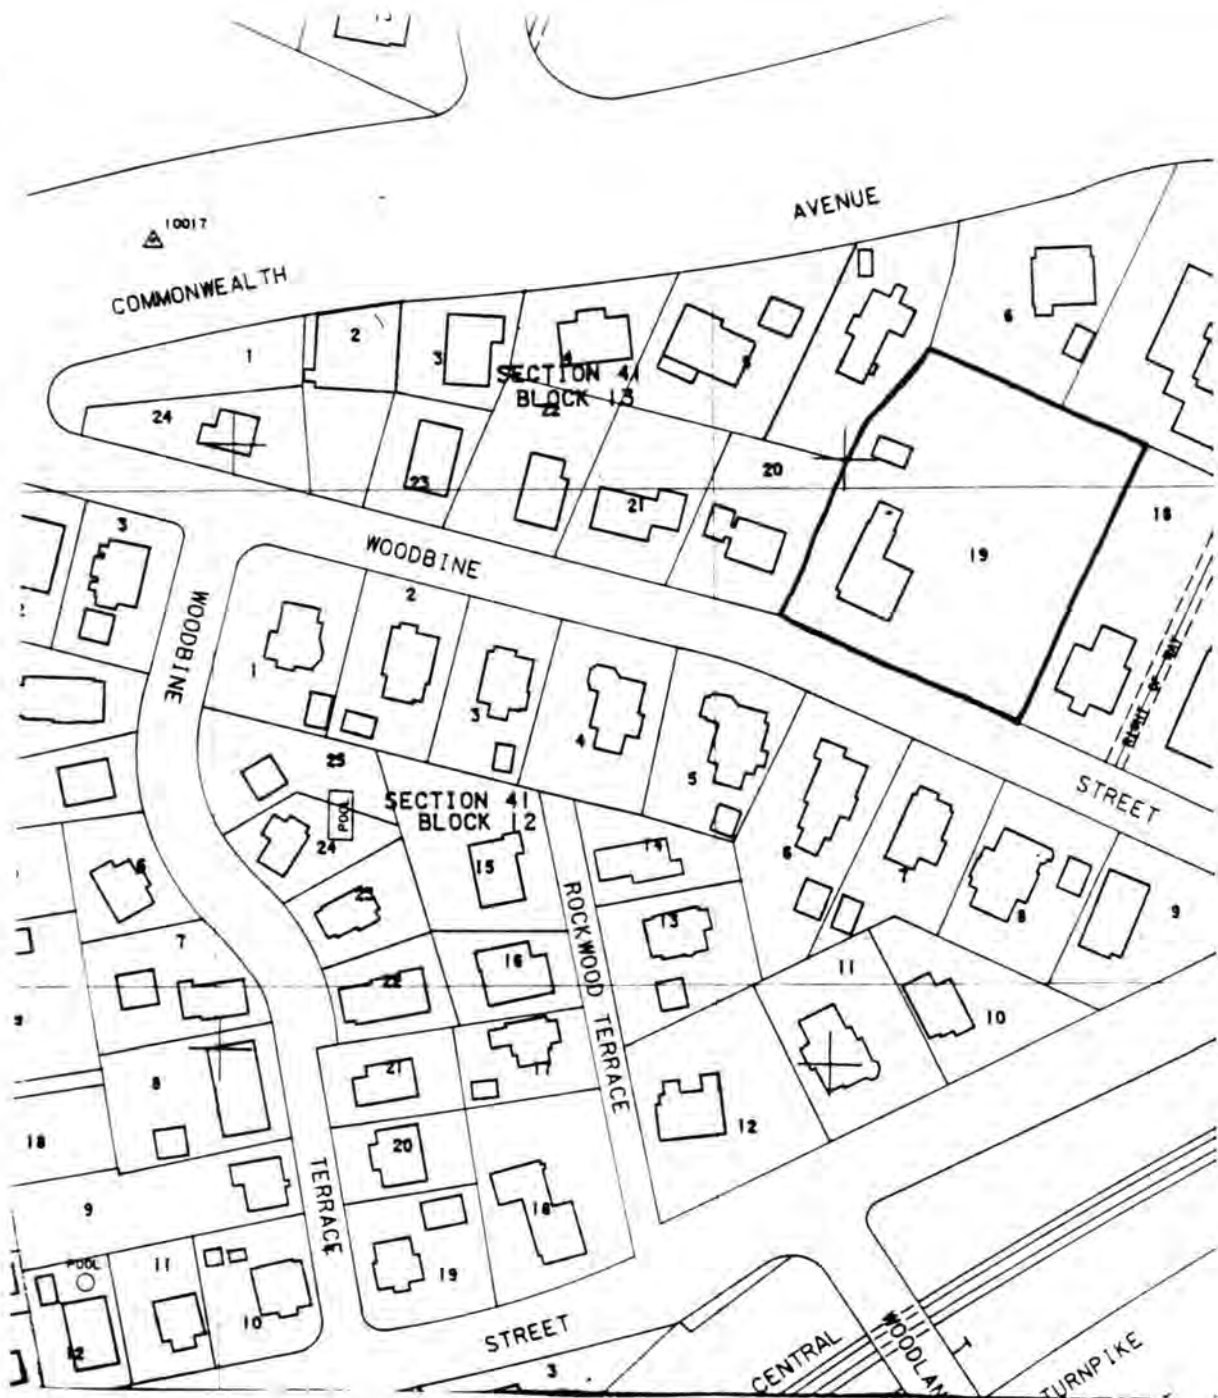 10017
AVENUE
COMMONWEALTH
1
2
3
4
6
SECTION 41
BLOCK 13
22
24
23
21
20
19
18
3
WOODBINE
STREET
WOODBINE
TERRACE
1
2
3
4
5
6
7
8
9
25
POOL
24
SECTION 41
BLOCK 12
15
14
13
23
22
16
ROCKWOOD TERRACE
11
10
12
6
7
8
21
17
20
18
19
18
9
POOL
11
10
12
RIGHT OF WAY
STREET
3
CENTRAL
WOODLAN
T
TURNPIKE